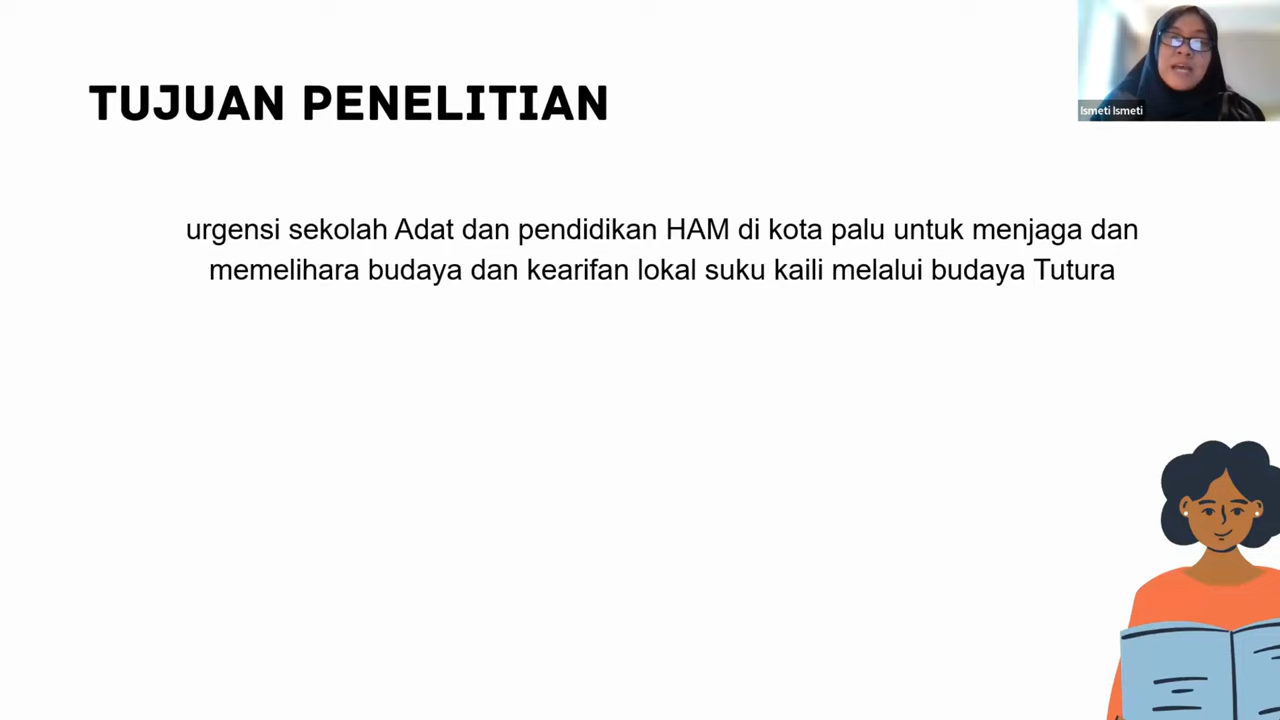 TUJUAN PENELITIAN
Ismeti Ismeti
urgensi sekolah Adat dan pendidikan HAM di kota palu untuk menjaga dan
memelihara budaya dan kearifan lokal suku kaili melalui budaya Tutura